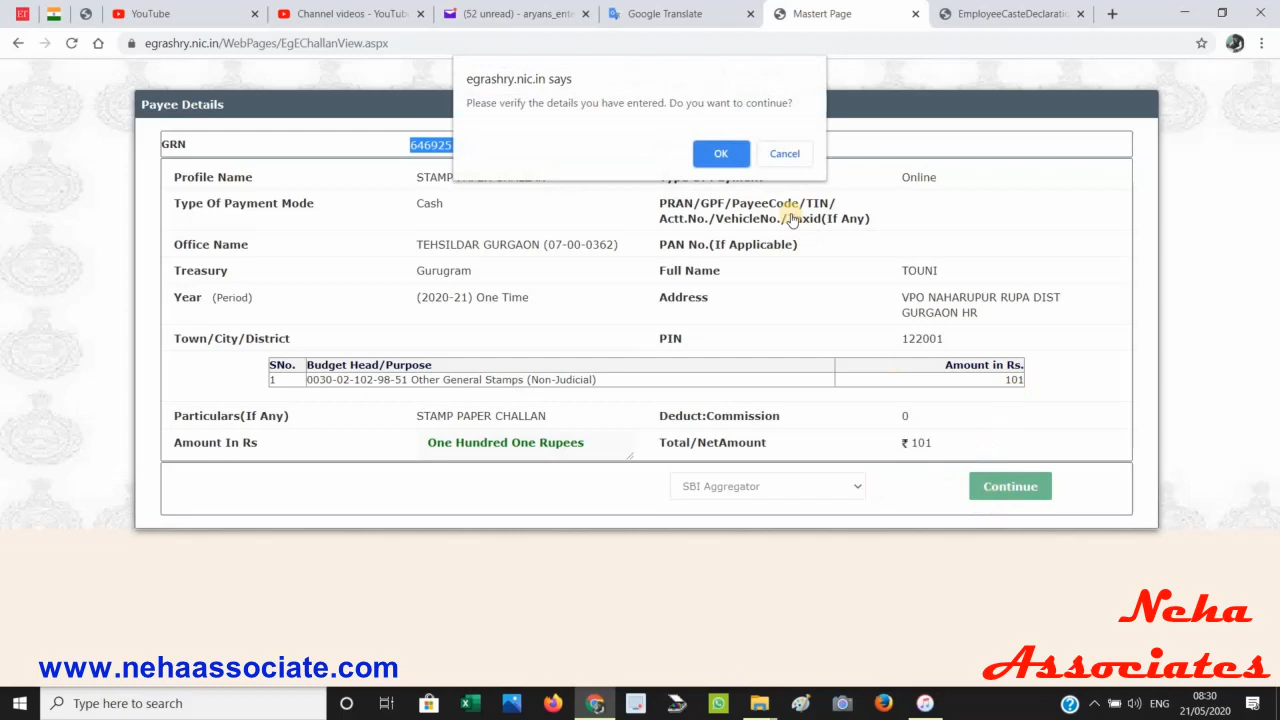 YouTube
Channel videos - YouTub
(2 unread) - aryans_ente
Google Translate
Mastert Page
EmployeeCasteDeclaratio
egrashry.nic.in/WebPages/EgEChallanView.aspx
egrashry.nic.in says
Please verify the details you have entered. Do you want to continue?
OK Cancel
Payee Details
GRN 646925
Profile Name Online
Type Of Payment Mode Cash PRAN/GPF/PayeeCode/TIN/
Actt.No./VehicleNo./Taxid(If Any)
Office Name TEHSILDAR GURGAON (07-00-0362) PAN No.(If Applicable)
Treasury Gurugram Full Name TOUNI
Year (Period) (2020-21) One Time Address VPO NAHARUPUR RUPA DIST
GURGAON HR
Town/City/District PIN 122001
SNo. Budget Head/Purpose Amount in Rs.
1 0030-02-102-98-51 Other General Stamps (Non-Judicial) 101
Particulars(If Any) STAMP PAPER CHALLAN Deduct:Commission 0
Amount In Rs One Hundred One Rupees Total/NetAmount ₹ 101
SBI Aggregator Continue
Neha
Associates
www.nehaassociate.com
Type here to search
ENG
08:30
21/05/2020